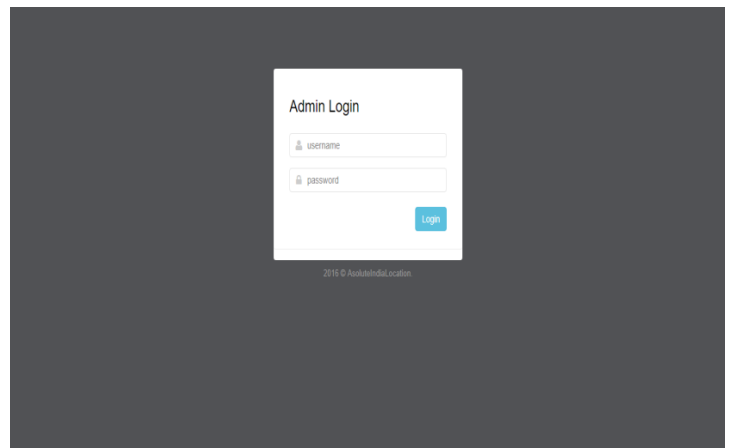 Admin Login
username
password
Login
2016 © AsoluteIndiaLocation.